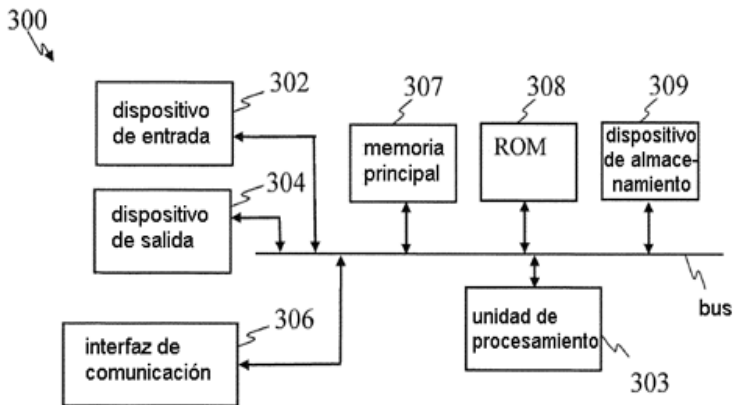 300
302
dispositivo
de entrada
304
dispositivo
de salida
306
interfaz de
comunicación
307
memoria
principal
308
ROM
309
dispositivo
de almace-
namiento
bus
unidad de
procesamiento
303